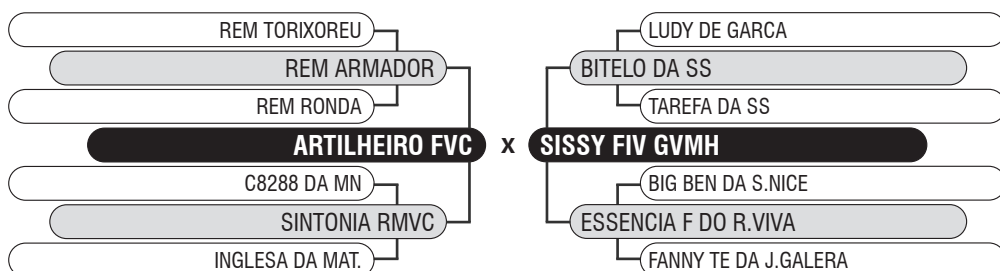 REM TORIXOREU LUDY DE GARCA
REM ARMADOR BITELO DA SS
REM RONDA TAREFA DA SS
ARTILHEIRO FVC x SISSY FIV GVMH
C8288 DA MN BIG BEN DA S.NICE
SINTONIA RMVC ESSENCIA F DO R.VIVA
INGLESA DA MAT. FANNY TE DA J.GALERA